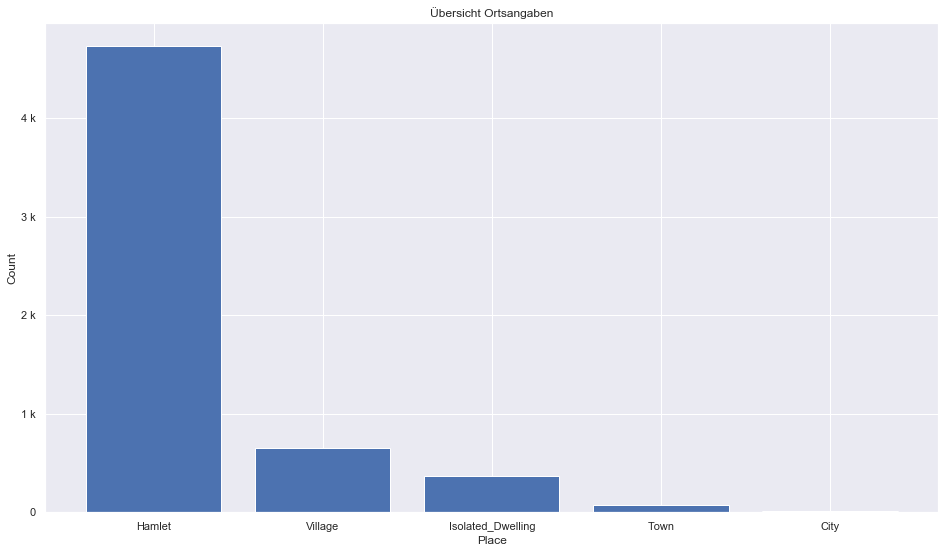 Übersicht Ortsangaben
4 k
3 k
2 k
1 k
0
Count
Hamlet
Village
Isolated_Dwelling
Town
City
Place